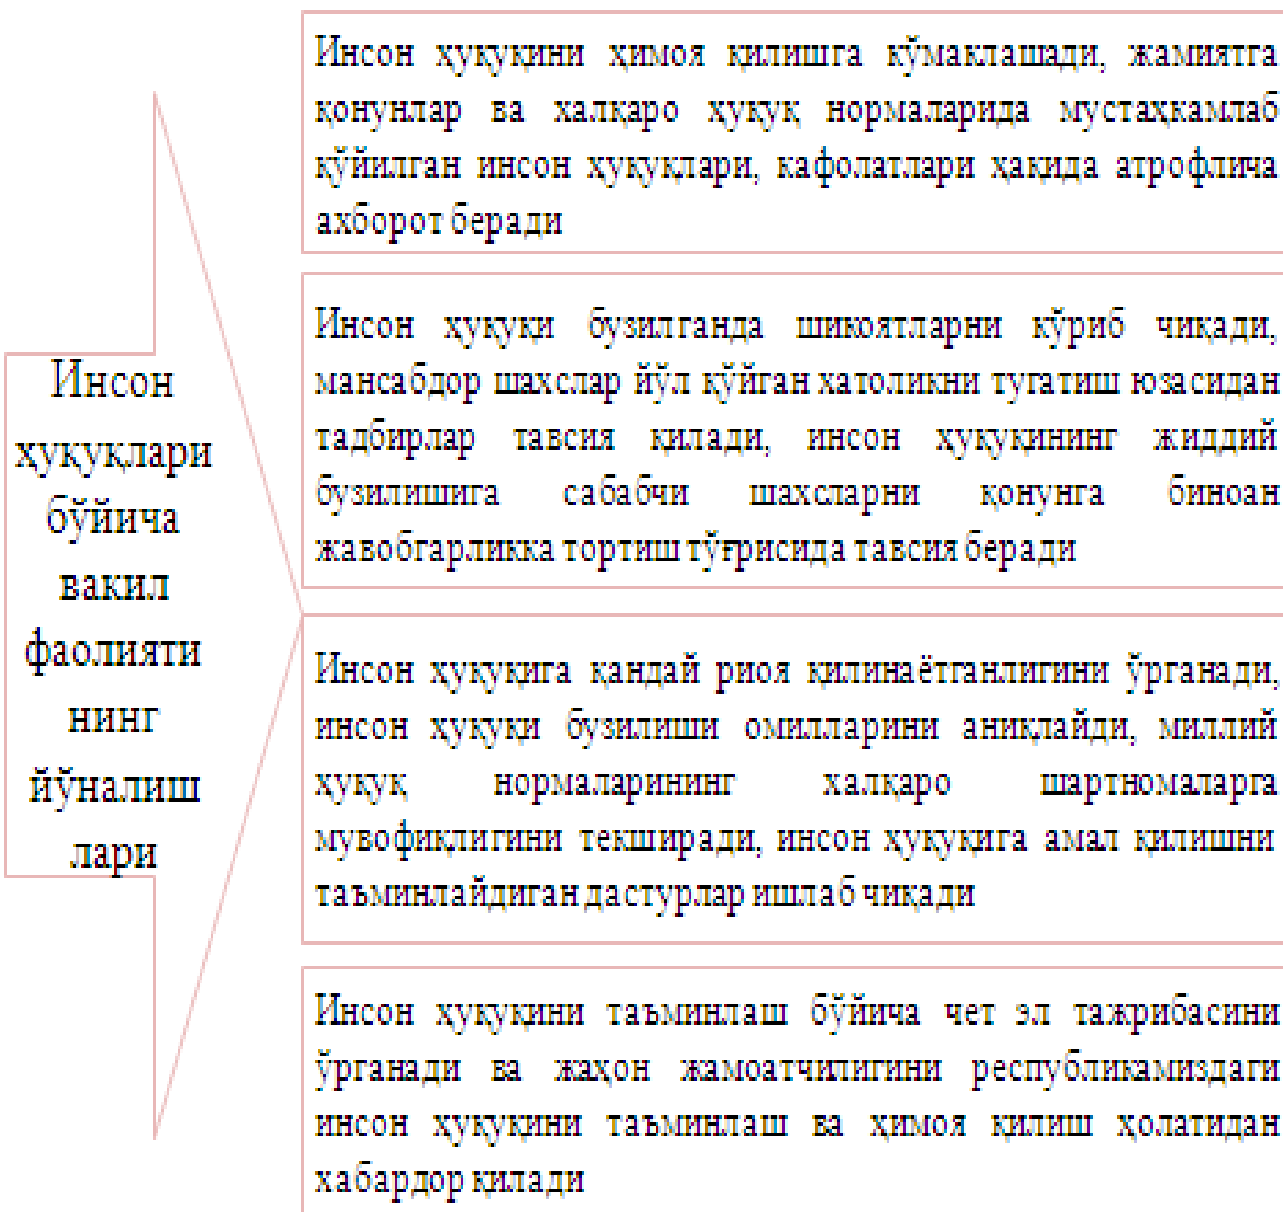 Инсон
ҳуқуқлари
бўйича
вакил
фаолияти
нинг
йўналиш
лари
Инсон ҳуқуқини ҳимоя қилишга кўмаклашади, жамиятга
қонунлар ва халқаро ҳуқуқ нормаларида мустаҳкамлаб
қўйилган инсон ҳуқуқлари, кафолатлари ҳақида атрофлича
ахборот беради
Инсон ҳуқуқи бузилганда шикоятларни кўриб чиқади,
мансабдор шахслар йўл қўйган хатоликни тугатиш юзасидан
тадбирлар тавсия қилади, инсон ҳуқуқининг жиддий
бузилишига сабабчи шахсларни қонунга биноан
жавобгарликка тортиш тўғрисида тавсия беради
Инсон ҳуқуқига қандай риоя қилинаётганлигини ўрганади,
инсон ҳуқуқи бузилиши омилларини аниқлайди, миллий
ҳуқуқ нормаларининг халқаро шартномаларга
мувофиқлигини текширади, инсон ҳуқуқига амал қилишни
таъминлайдиган дастурлар ишлаб чиқади
Инсон ҳуқуқини таъминлаш бўйича чет эл тажрибасини
ўрганади ва жаҳон жамоатчилигини республикамиздаги
инсон ҳуқуқини таъминлаш ва ҳимоя қилиш ҳолатидан
хабардор қилади